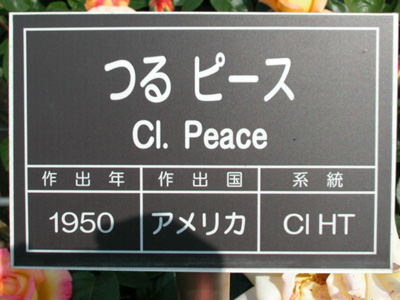 つる ピース
Cl. Peace
作出年 作出国 系統
1950 アメリカ Cl HT